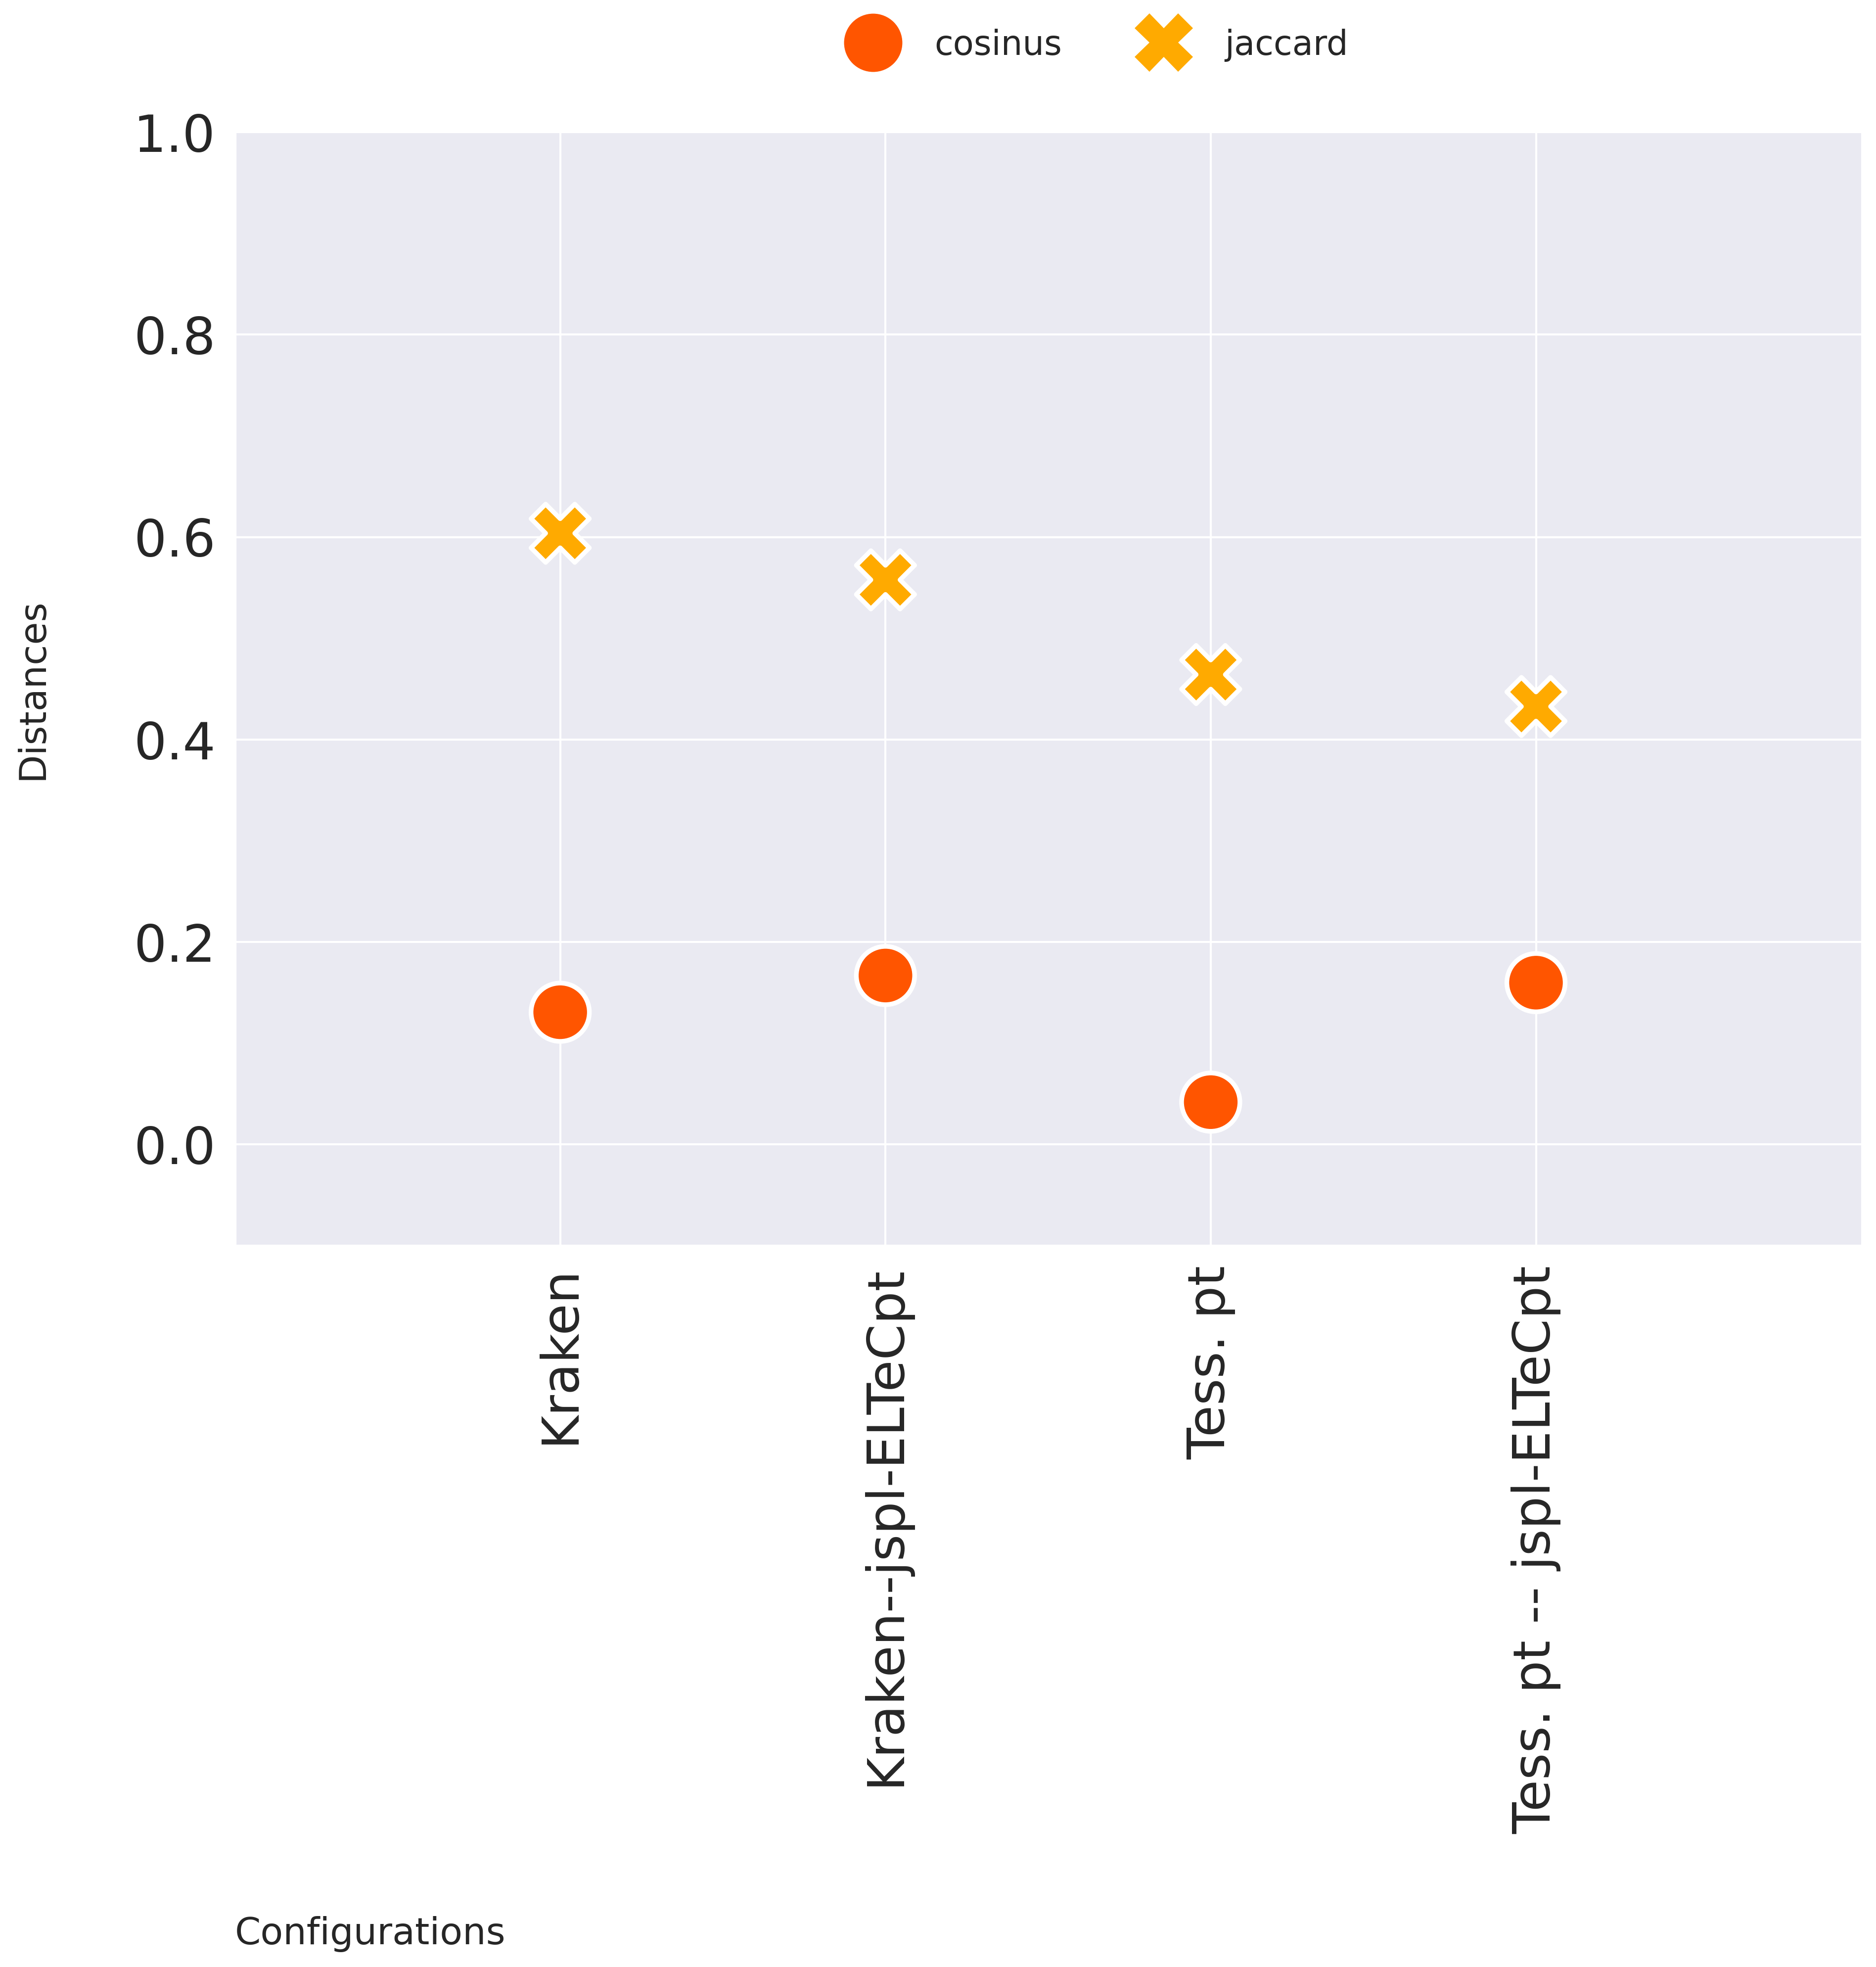 cosinus jaccard
1.0
0.8
0.6
0.4
0.2
0.0
Distances
Kraken
Kraken--jspl-ELTeCpt
Tess. pt
Tess. pt -- jspl-ELTeCpt
Configurations